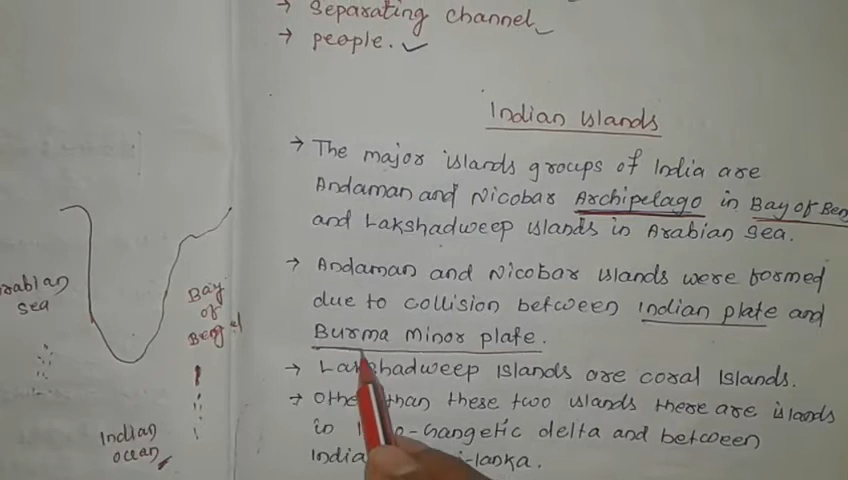 → Separating channel
→ people.
Indian islands
→ The major islands groups of India are
Andaman and Nicobar Archipelago in Bay of Ben
and Lakshadweep islands in Arabian sea.
→ Andaman and Nicobar islands were formed
due to collision between Indian plate and
Burma minor plate.
→ Lakshadweep islands are coral islands.
→ Other than these two islands there are islands
in Gangetic delta and between
India lanka.
rabian
sea
Bay
of
Bengal
Indian
ocean